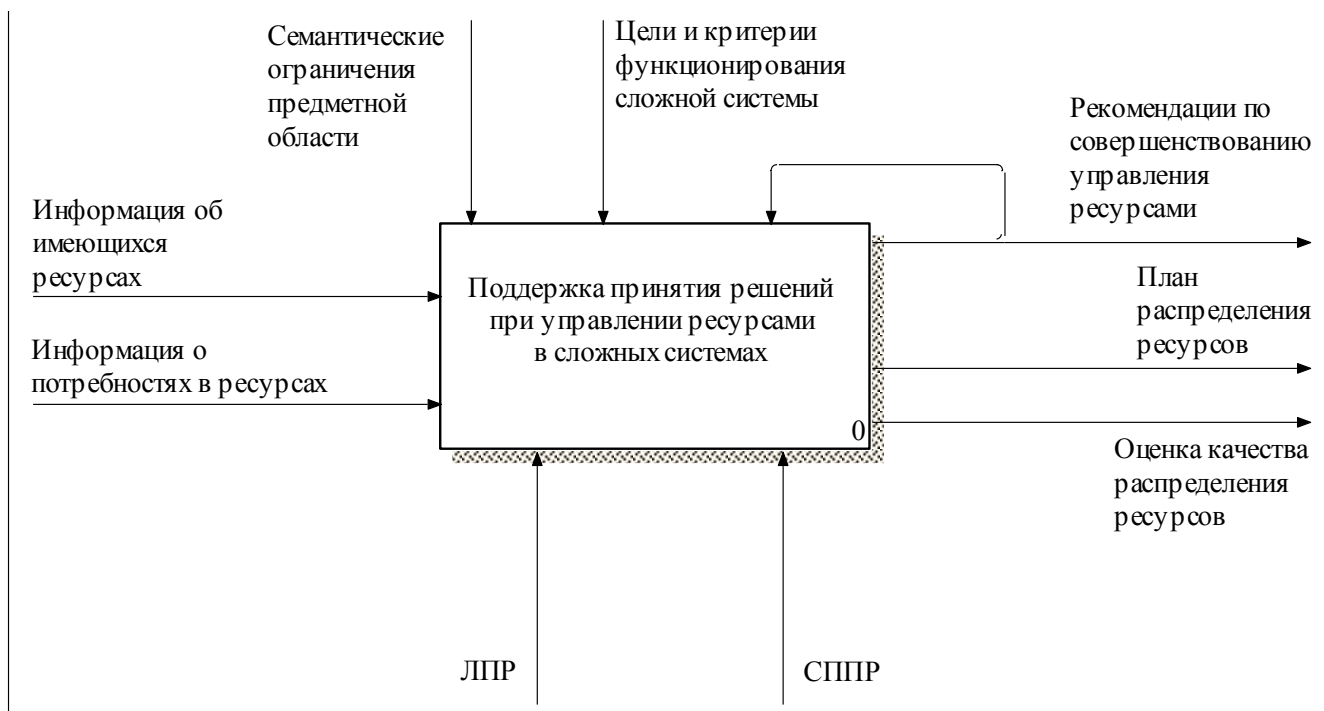 Семантические
ограничения
предметной
области
Цели и критерии
функционирования
сложной системы
Рекомендации по
совершенствованию
управления
ресурсами
Информация об
имеющихся
ресурсах
Поддержка принятия решений
при управлении ресурсами
в сложных системах
0
План
распределения
ресурсов
Информация о
потребностях в ресурсах
Оценка качества
распределения
ресурсов
ЛПР
СППР